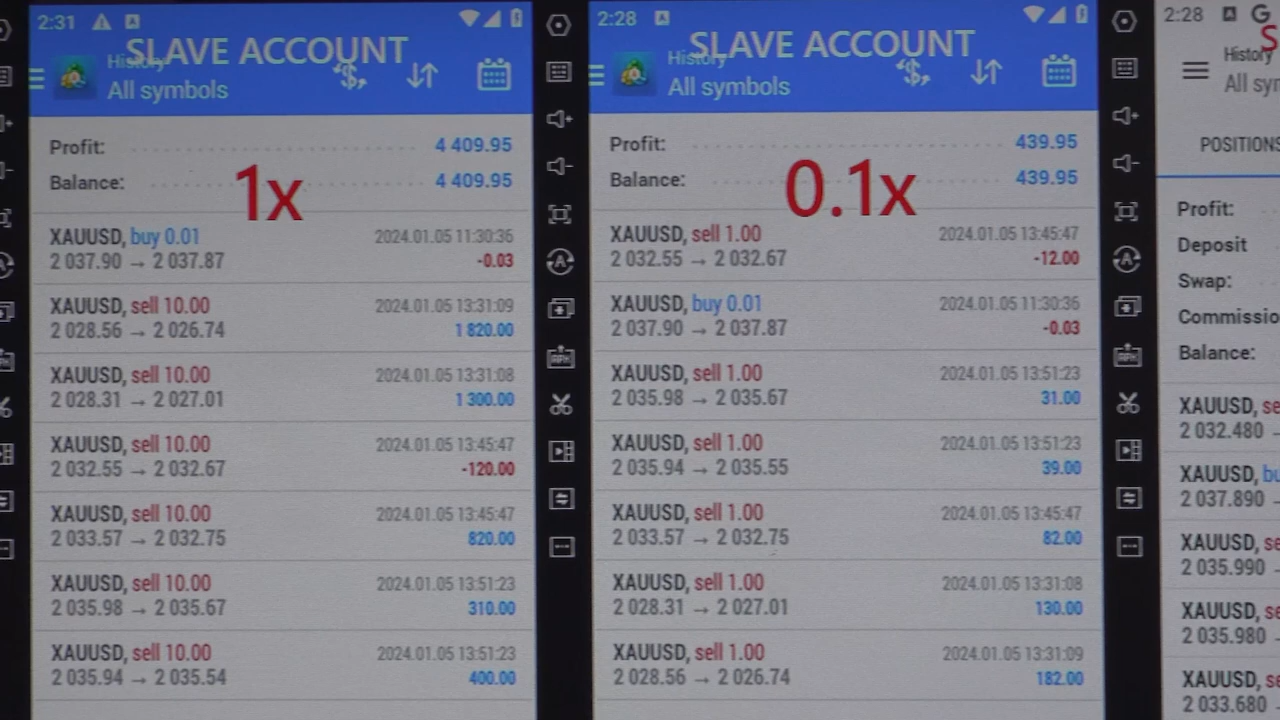 2:31
SLAVE ACCOUNT
History
All symbols
Profit: 4 409.95
Balance: 4 409.95
1x
XAUUSD, buy 0.01 2024.01.05 11:30:36
2 037.90 → 2 037.87 -0.03
XAUUSD, sell 10.00 2024.01.05 13:31:09
2 028.56 → 2 026.74 1 820.00
XAUUSD, sell 10.00 2024.01.05 13:31:08
2 028.31 → 2 027.01 1 300.00
XAUUSD, sell 10.00 2024.01.05 13:45:47
2 032.55 → 2 032.67 -120.00
XAUUSD, sell 10.00 2024.01.05 13:45:47
2 033.57 → 2 032.75 820.00
XAUUSD, sell 10.00 2024.01.05 13:51:23
2 035.98 → 2 035.67 310.00
XAUUSD, sell 10.00 2024.01.05 13:51:23
2 035.94 → 2 035.54 400.00
2:28
SLAVE ACCOUNT
History
All symbols
Profit: 439.95
Balance: 439.95
0.1x
XAUUSD, sell 1.00 2024.01.05 13:45:47
2 032.55 → 2 032.67 -12.00
XAUUSD, buy 0.01 2024.01.05 11:30:36
2 037.90 → 2 037.87 -0.03
XAUUSD, sell 1.00 2024.01.05 13:51:23
2 035.98 → 2 035.67 31.00
XAUUSD, sell 1.00 2024.01.05 13:51:23
2 035.94 → 2 035.55 39.00
XAUUSD, sell 1.00 2024.01.05 13:45:47
2 033.57 → 2 032.75 82.00
XAUUSD, sell 1.00 2024.01.05 13:31:08
2 028.31 → 2 027.01 130.00
XAUUSD, sell 1.00 2024.01.05 13:31:09
2 028.56 → 2 026.74 182.00
2:28 G
S
History
All syr
POSITIONS
Profit:
Deposit
Swap:
Commissio
Balance:
XAUUSD, se
2 032.480
XAUUSD, bu
2 037.890
XAUUSD, se
2 035.990
XAUUSD, se
2 035.980
XAUUSD, se
2 033.680